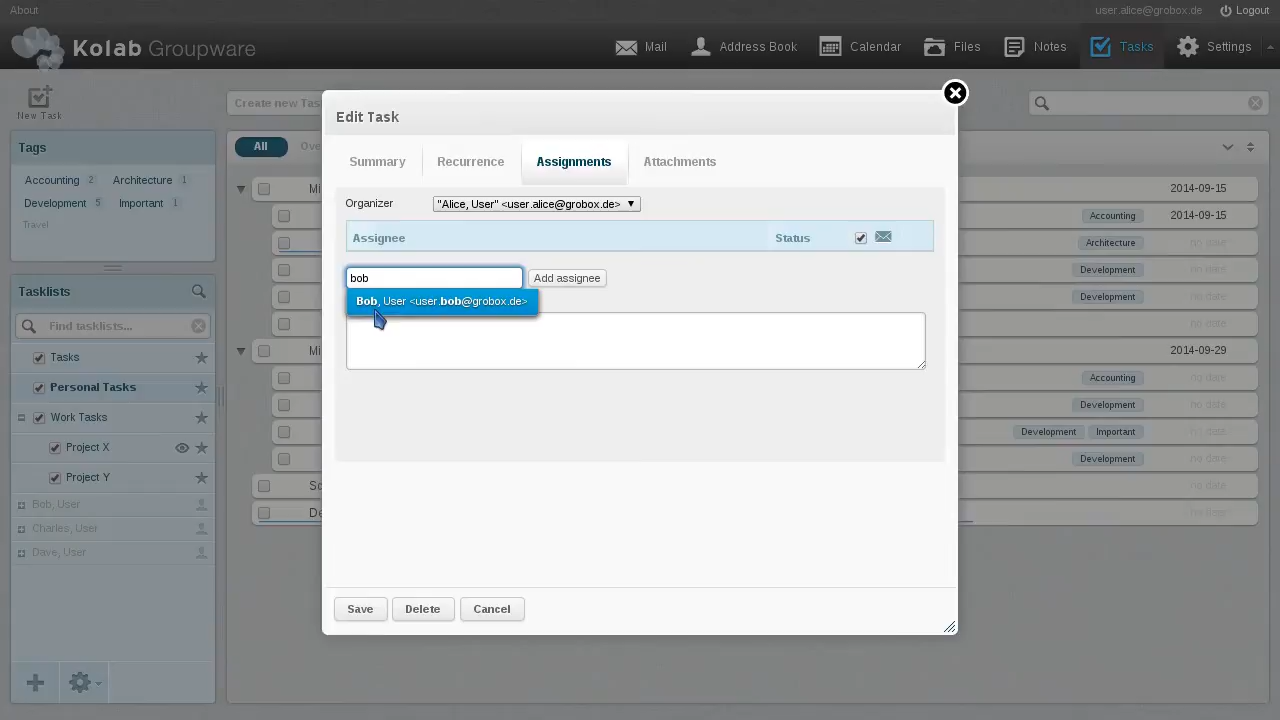 About
user.alice@grobox.de
Logout
Kolab Groupware
Mail
Address Book
Calendar
Files
Notes
Tasks
Settings
New Task
Create new Tas
Tags
Accounting 2
Architecture 1
Development 5
Important 1
Travel
All
Ove
Tasklists
Find tasklists...
Tasks
Personal Tasks
Work Tasks
Project X
Project Y
Bob, User
Charles, User
Dave, User
Edit Task
Summary
Recurrence
Assignments
Attachments
Organizer
"Alice, User" <user.alice@grobox.de>
Assignee
Status
bob
Add assignee
Bob, User <user.bob@grobox.de>
Save
Delete
Cancel
Mi
2014-09-15
Accounting 2014-09-15
Architecture no date
Development no date
Development no date
no date
Mi
2014-09-29
Accounting no date
Development no date
Development Important no date
Development no date
So
no date
De
no date